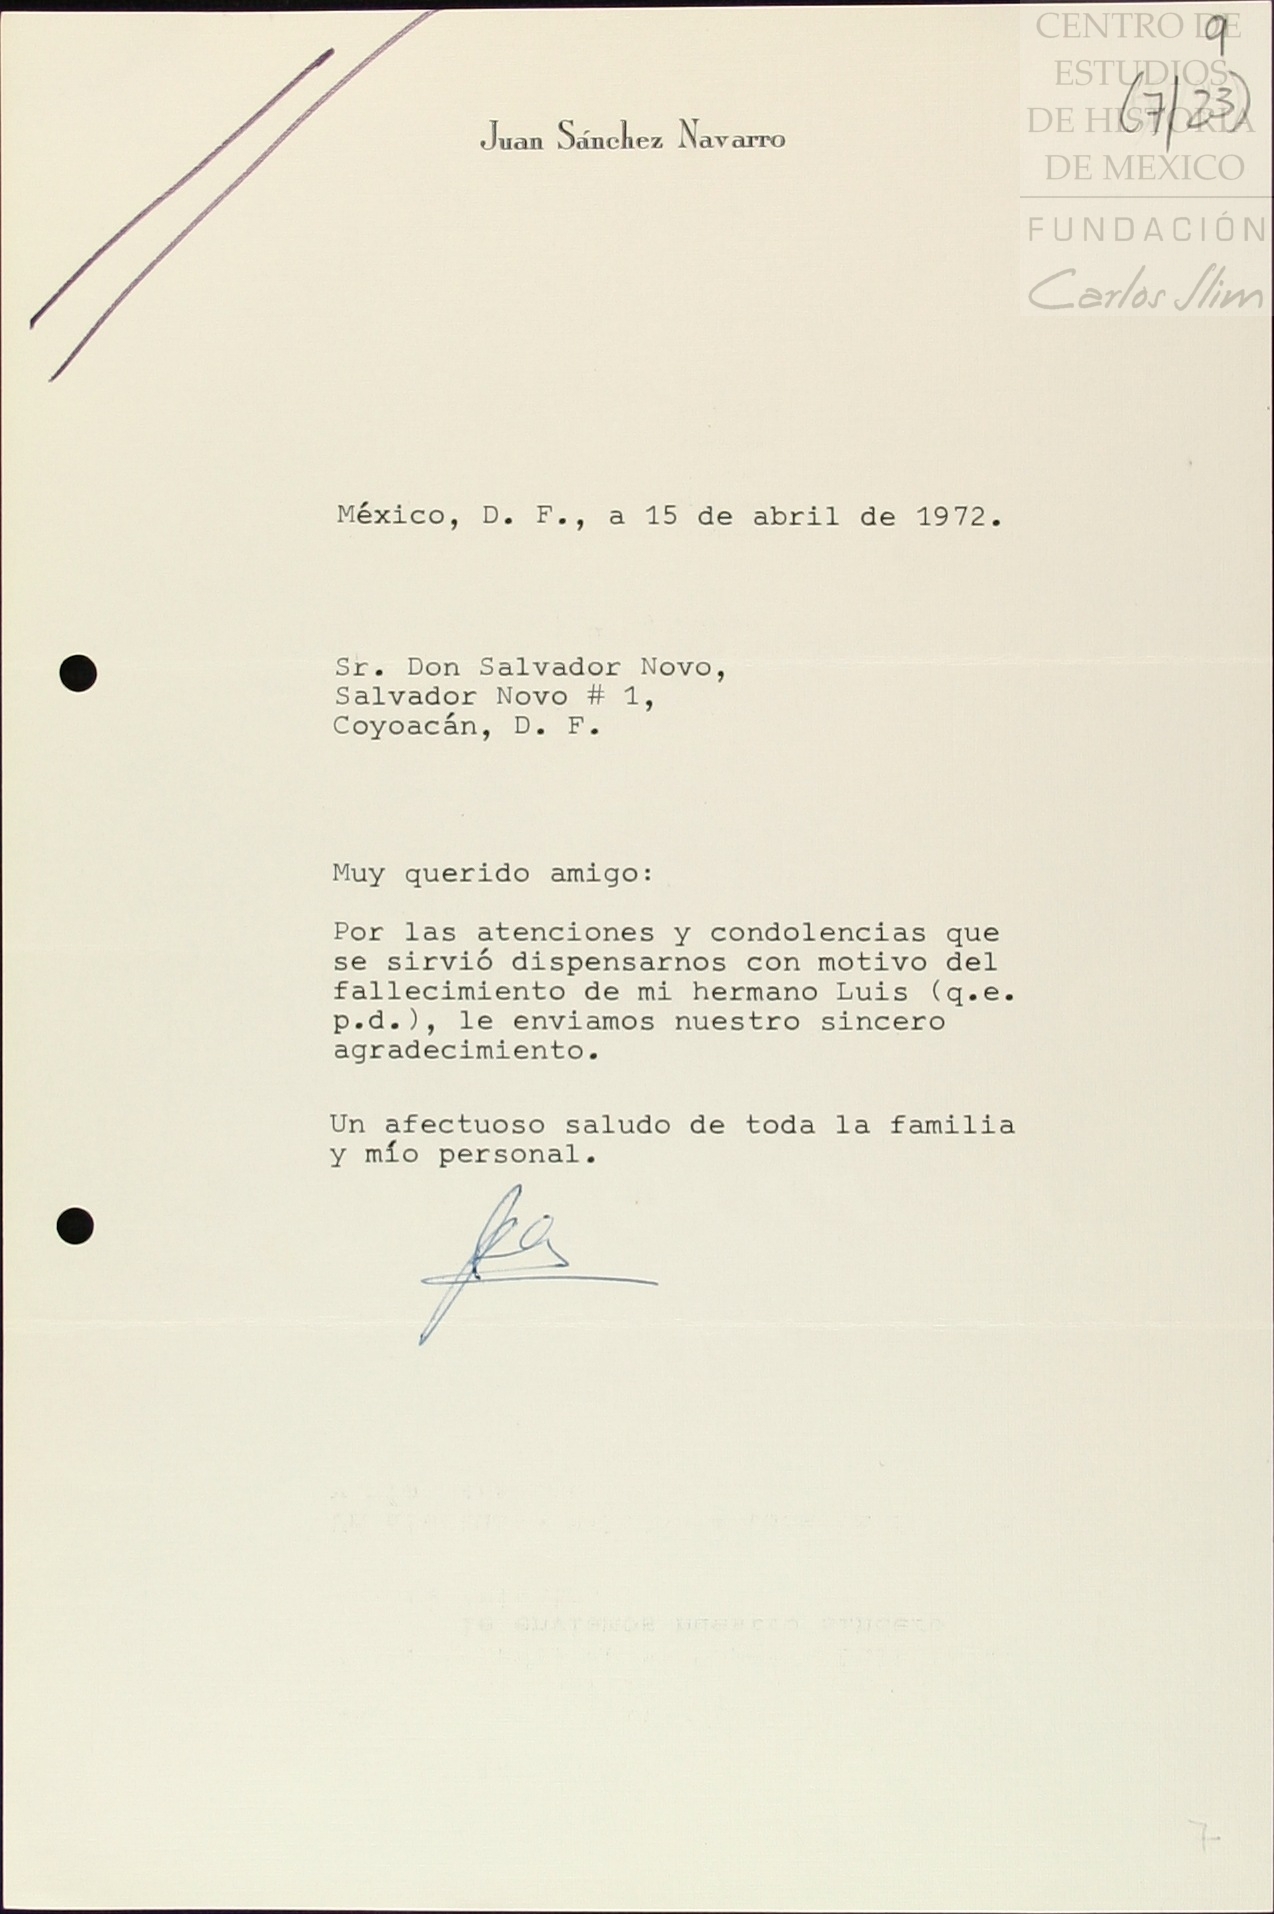 CENTRO DE
ESTUDIOS
DE HISTORIA
DE MEXICO
FUNDACIÓN
Carlos Slim
9
(7/23)
Juan Sánchez Navarro
México, D. F., a 15 de abril de 1972.
Sr. Don Salvador Novo,
Salvador Novo # 1,
Coyoacán, D. F.
Muy querido amigo:
Por las atenciones y condolencias que
se sirvió dispensarnos con motivo del
fallecimiento de mi hermano Luis (q.e.
p.d.), le enviamos nuestro sincero
agradecimiento.
Un afectuoso saludo de toda la familia
y mío personal.
7